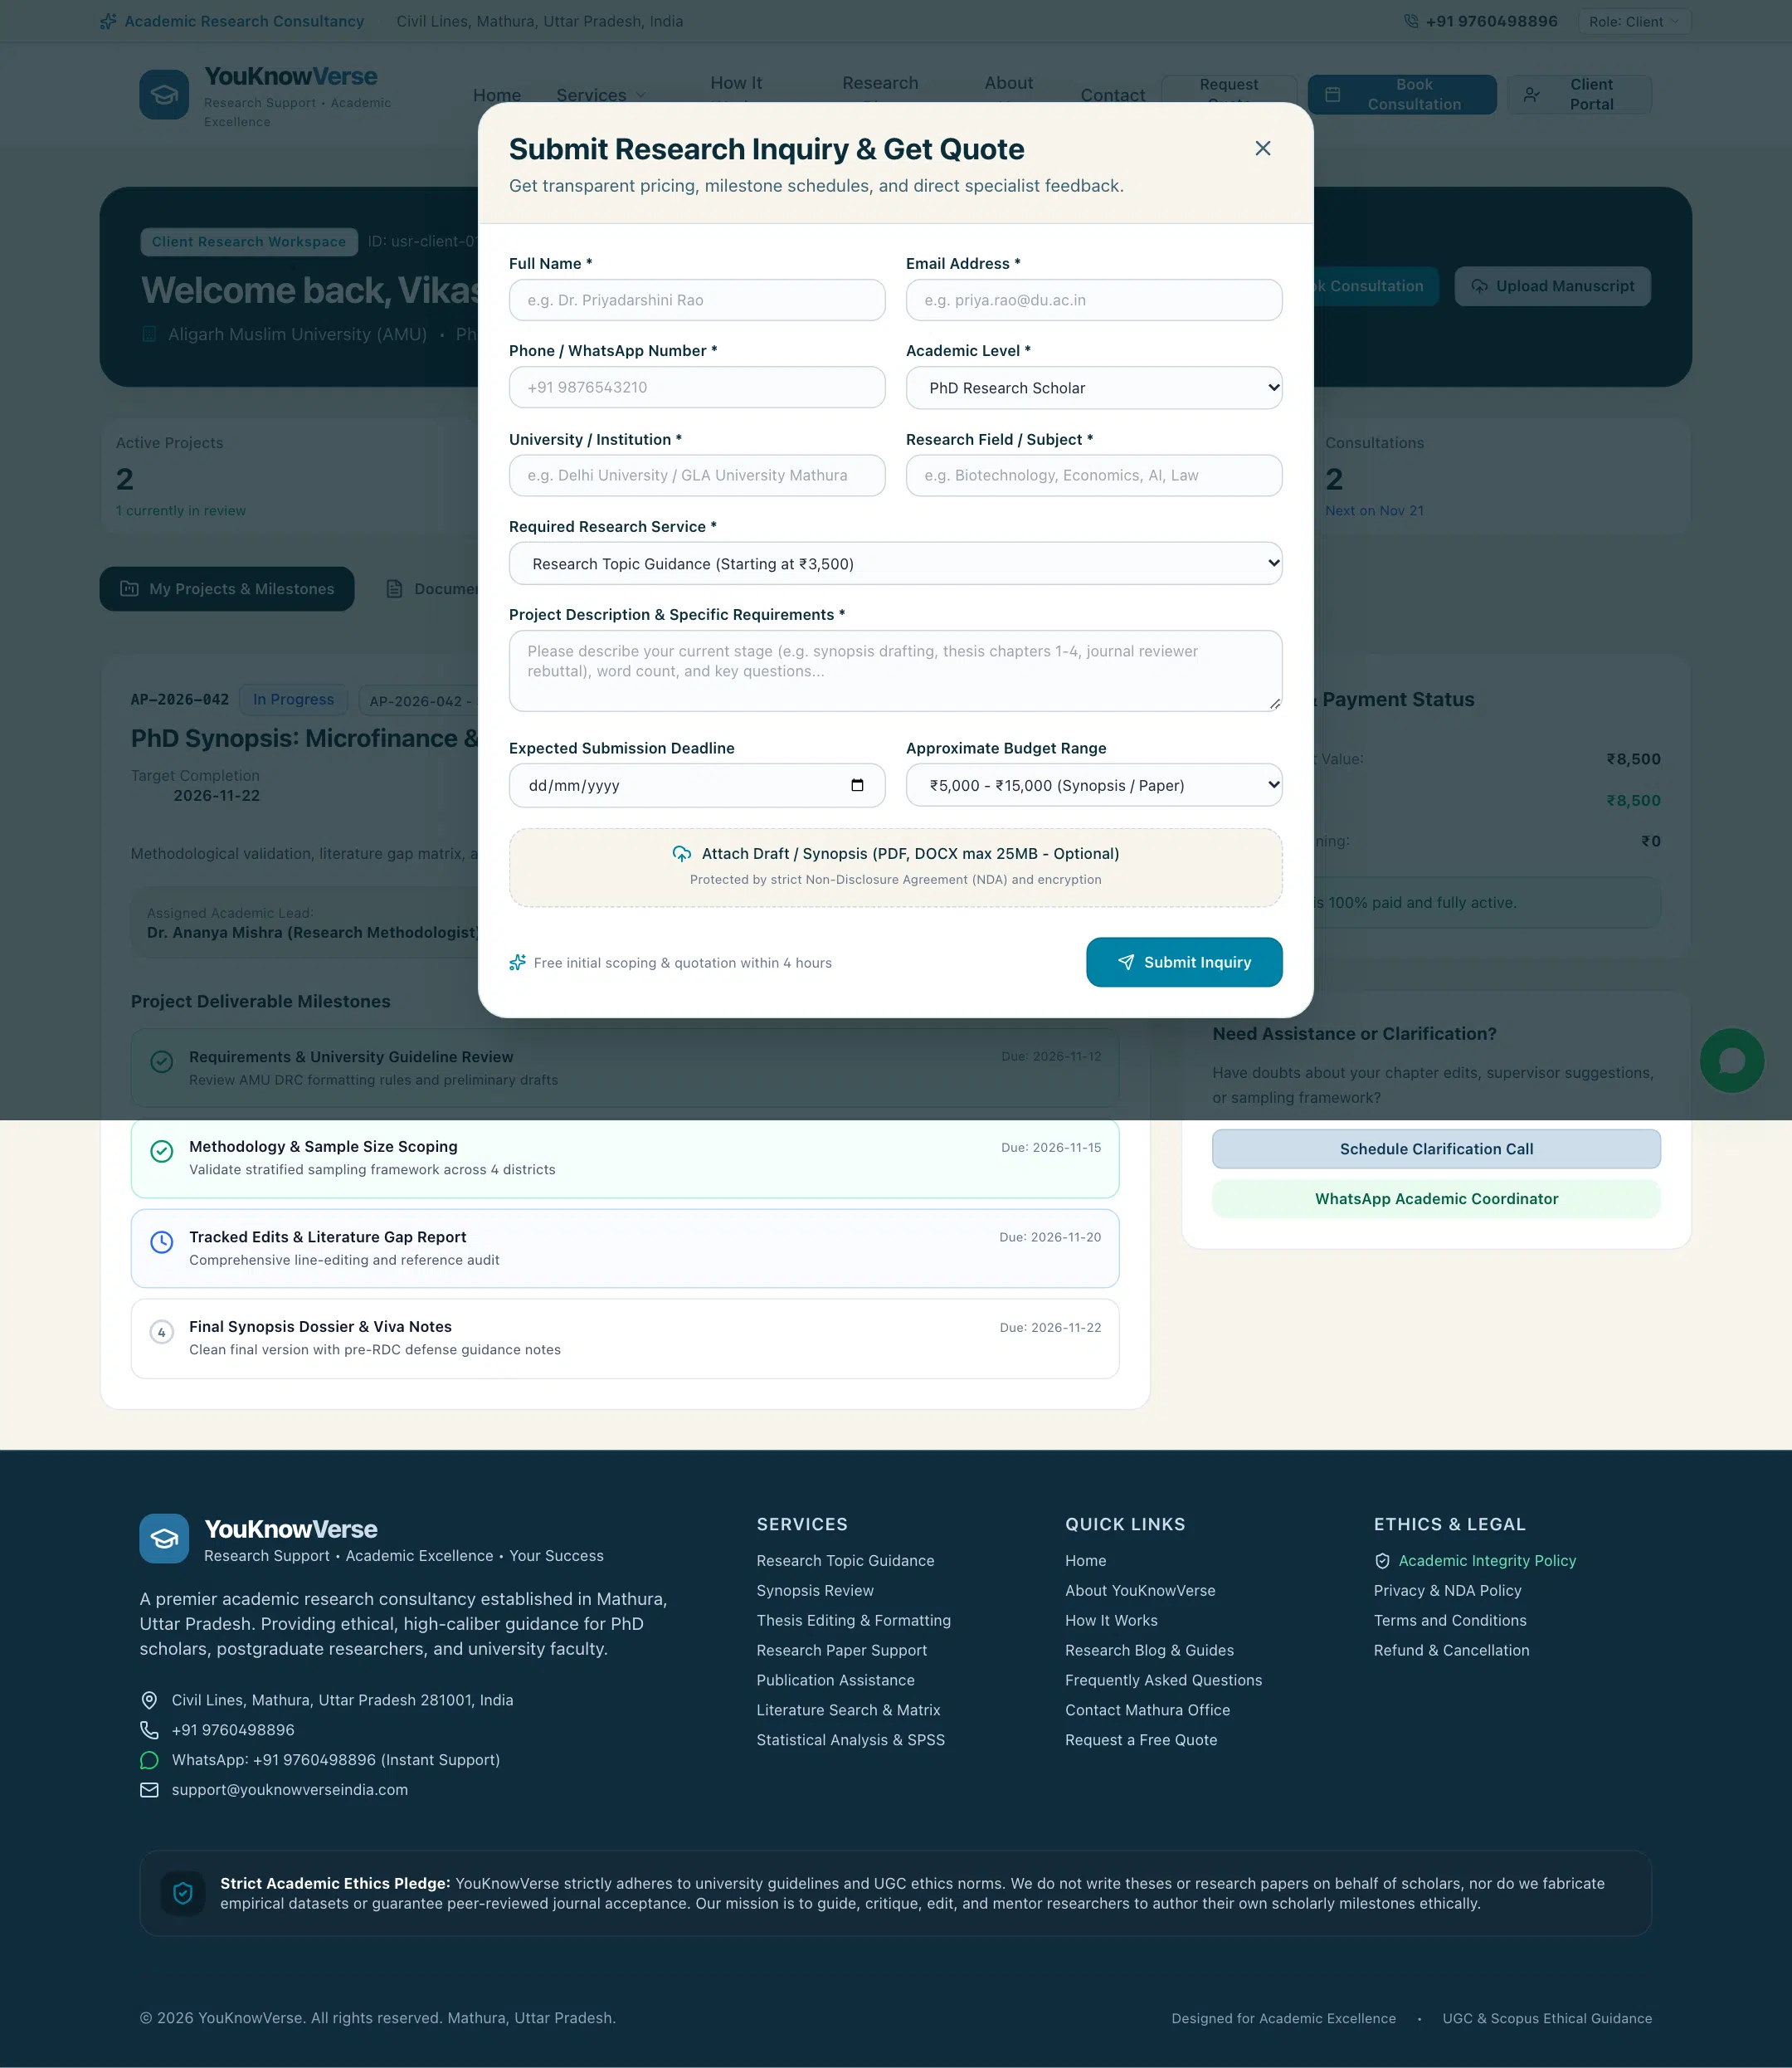 Academic Research Consultancy
Civil Lines, Mathura, Uttar Pradesh, India
+91 9760498896
Role: Client
YouKnowVerse
Research Support • Academic
Excellence
Home
Services
How It
Research
About
Contact
Request
Book
Consultation
Client
Portal
Submit Research Inquiry & Get Quote
Get transparent pricing, milestone schedules, and direct specialist feedback.
Client Research Workspace
ID: usr-client-0
Welcome back, Vikas
Aligarh Muslim University (AMU) • Ph
Consultation
Upload Manuscript
Full Name *
e.g. Dr. Priyadarshini Rao
Email Address *
e.g. priya.rao@du.ac.in
Phone / WhatsApp Number *
+91 9876543210
Academic Level *
PhD Research Scholar
University / Institution *
e.g. Delhi University / GLA University Mathura
Research Field / Subject *
e.g. Biotechnology, Economics, AI, Law
Required Research Service *
Research Topic Guidance (Starting at ₹3,500)
Project Description & Specific Requirements *
Please describe your current stage (e.g. synopsis drafting, thesis chapters 1-4, journal reviewer
rebuttal), word count, and key questions...
Expected Submission Deadline
dd/mm/yyyy
Approximate Budget Range
₹5,000 - ₹15,000 (Synopsis / Paper)
Attach Draft / Synopsis (PDF, DOCX max 25MB - Optional)
Protected by strict Non-Disclosure Agreement (NDA) and encryption
Free initial scoping & quotation within 4 hours
Submit Inquiry
Active Projects
2
1 currently in review
Consultations
2
Next on Nov 21
My Projects & Milestones
AP-2026-042
In Progress
AP-2026-042 -
PhD Synopsis: Microfinance &
Target Completion
2026-11-22
Methodological validation, literature gap matrix, a
Assigned Academic Lead:
Dr. Ananya Mishra (Research Methodologist)
Payment Status
Value:
₹8,500
₹8,500
₹0
100% paid and fully active.
Project Deliverable Milestones
Requirements & University Guideline Review
Due: 2026-11-12
Review AMU DRC formatting rules and preliminary drafts
Methodology & Sample Size Scoping
Due: 2026-11-15
Validate stratified sampling framework across 4 districts
Tracked Edits & Literature Gap Report
Due: 2026-11-20
Comprehensive line-editing and reference audit
4
Final Synopsis Dossier & Viva Notes
Due: 2026-11-22
Clean final version with pre-RDC defense guidance notes
Need Assistance or Clarification?
Have doubts about your chapter edits, supervisor suggestions,
or sampling framework?
Schedule Clarification Call
WhatsApp Academic Coordinator
YouKnowVerse
Research Support • Academic Excellence • Your Success
A premier academic research consultancy established in Mathura,
Uttar Pradesh. Providing ethical, high-caliber guidance for PhD
scholars, postgraduate researchers, and university faculty.
Civil Lines, Mathura, Uttar Pradesh 281001, India
+91 9760498896
WhatsApp: +91 9760498896 (Instant Support)
support@youknowverseindia.com
SERVICES
Research Topic Guidance
Synopsis Review
Thesis Editing & Formatting
Research Paper Support
Publication Assistance
Literature Search & Matrix
Statistical Analysis & SPSS
QUICK LINKS
Home
About YouKnowVerse
How It Works
Research Blog & Guides
Frequently Asked Questions
Contact Mathura Office
Request a Free Quote
ETHICS & LEGAL
Academic Integrity Policy
Privacy & NDA Policy
Terms and Conditions
Refund & Cancellation
Strict Academic Ethics Pledge: YouKnowVerse strictly adheres to university guidelines and UGC ethics norms. We do not write theses or research papers on behalf of scholars, nor do we fabricate
empirical datasets or guarantee peer-reviewed journal acceptance. Our mission is to guide, critique, edit, and mentor researchers to author their own scholarly milestones ethically.
© 2026 YouKnowVerse. All rights reserved. Mathura, Uttar Pradesh.
Designed for Academic Excellence • UGC & Scopus Ethical Guidance